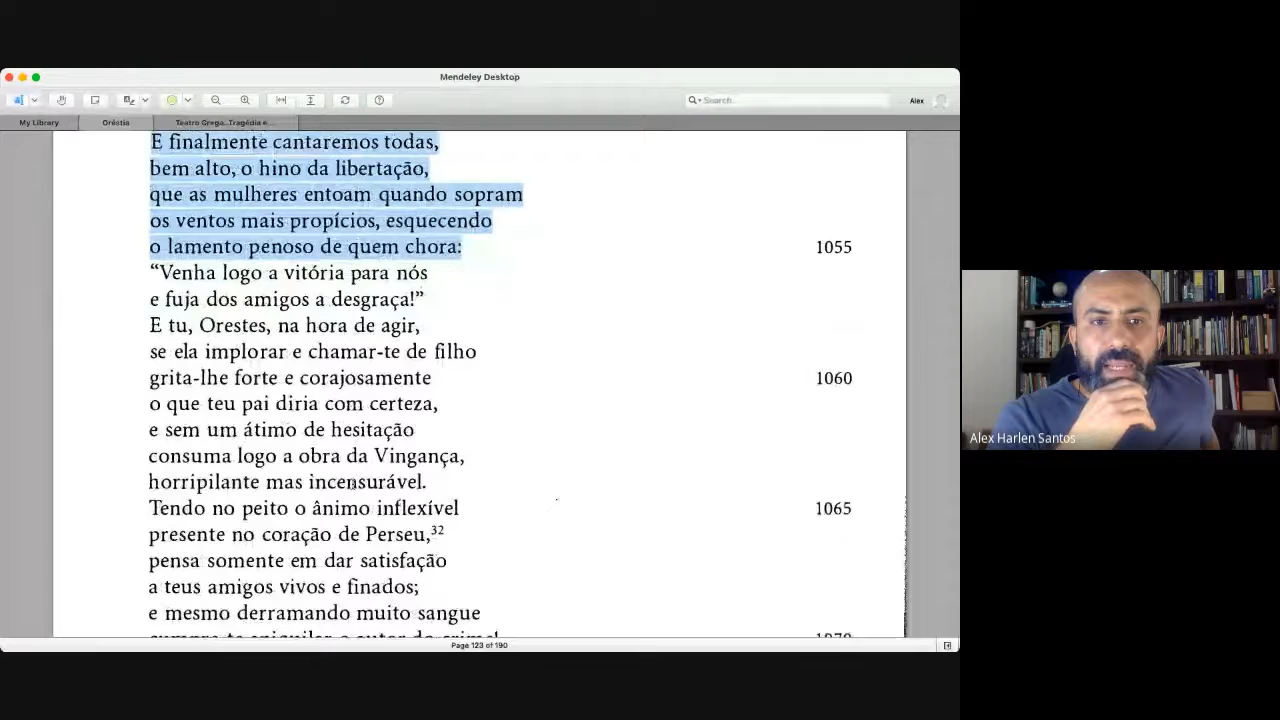 Mendeley Desktop
Search...
Alex
My Library
Oréstia
Teatro Grego. Tragédia e...
E finalmente cantaremos todas,
bem alto, o hino da libertação,
que as mulheres entoam quando sopram
os ventos mais propícios, esquecendo
o lamento penoso de quem chora:
1055
“Venha logo a vitória para nós
e fuja dos amigos a desgraça!”
E tu, Orestes, na hora de agir,
se ela implorar e chamar-te de filho
grita-lhe forte e corajosamente
1060
o que teu pai diria com certeza,
e sem um átimo de hesitação
consuma logo a obra da Vingança,
horripilante mas incensurável.
Tendo no peito o ânimo inflexível
1065
presente no coração de Perseu,³²
pensa somente em dar satisfação
a teus amigos vivos e finados;
e mesmo derramando muito sangue
1070
Page 123 of 190
Alex Harlen Santos